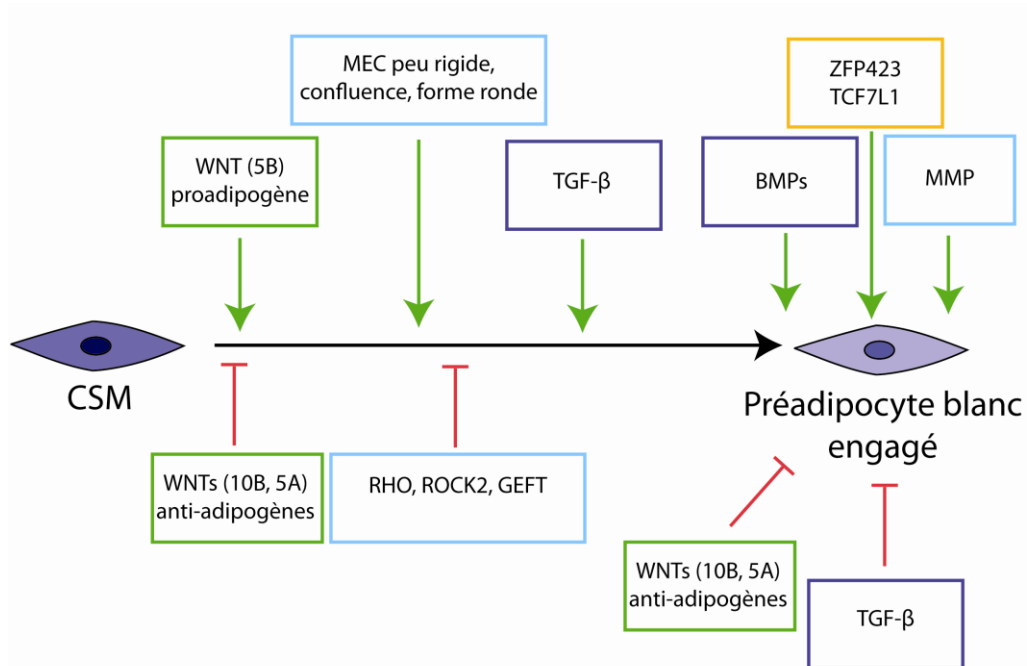 MEC peu rigide,
confluence, forme ronde
ZFP423
TCF7L1
WNT (5B)
proadipogène
TGF-β
BMPs
MMP
CSM
Préadipocyte blanc
engagé
WNTs (10B, 5A)
anti-adipogènes
RHO, ROCK2, GEFT
WNTs (10B, 5A)
anti-adipogènes
TGF-β